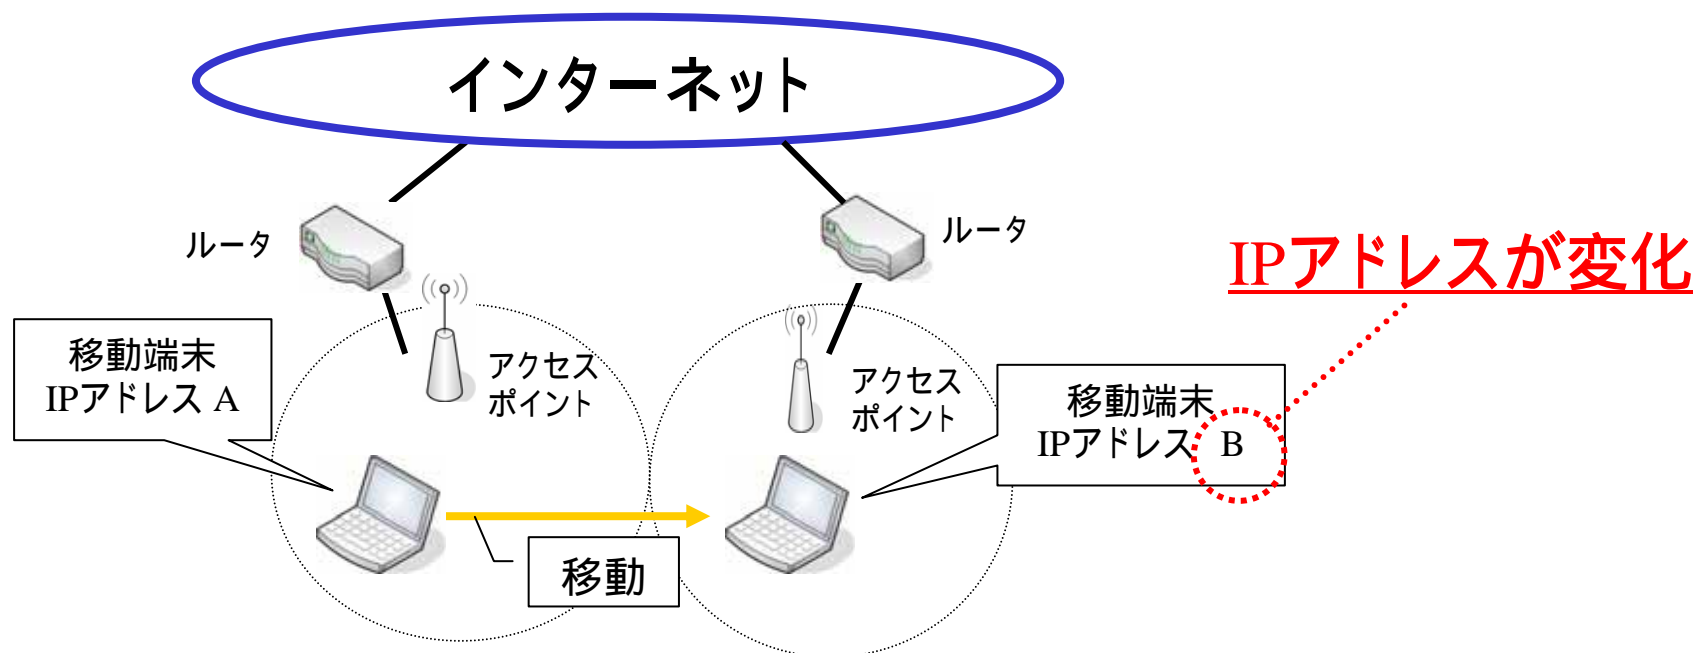 インターネット
ルータ
ルータ
IPアドレスが変化
移動端末
IPアドレス A
アクセス
ポイント
アクセス
ポイント
移動端末
IPアドレス B
移動